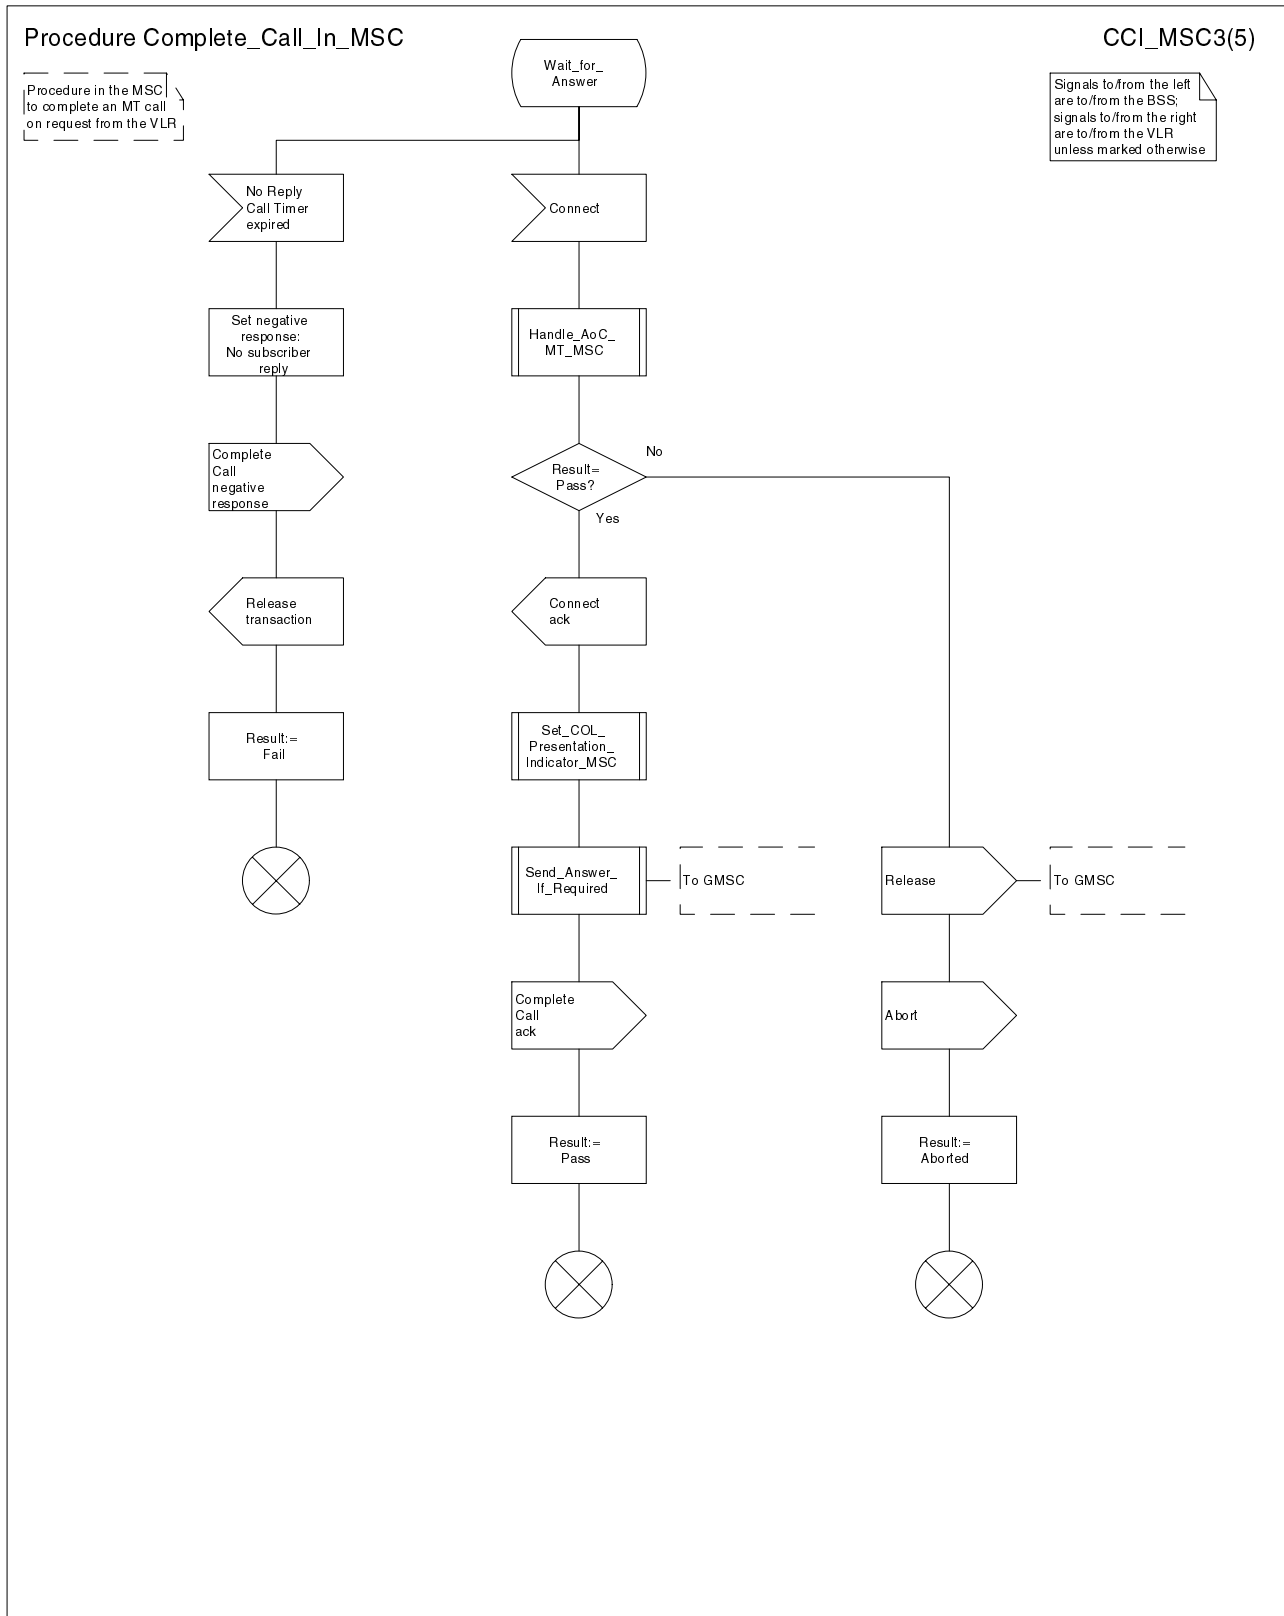 Procedure Complete_Call_In_MSC
CCI_MSC3(5)
Procedure in the MSC
to complete an MT call
on request from the VLR
Signals to/from the left
are to/from the BSS;
signals to/from the right
are to/from the VLR
unless marked otherwise
Wait_for_
Answer
No Reply
Call Timer
expired
Connect
Set negative
response:
No subscriber
reply
Handle_AoC_
MT_MSC
Complete
Call
negative
response
Result=
Pass?
No
Yes
Release
transaction
Connect
ack
Result:=
Fail
Set_COL_
Presentation_
Indicator_MSC
Send_Answer_
If_Required
To GMSC
Release
To GMSC
Complete
Call
ack
Abort
Result:=
Pass
Result:=
Aborted